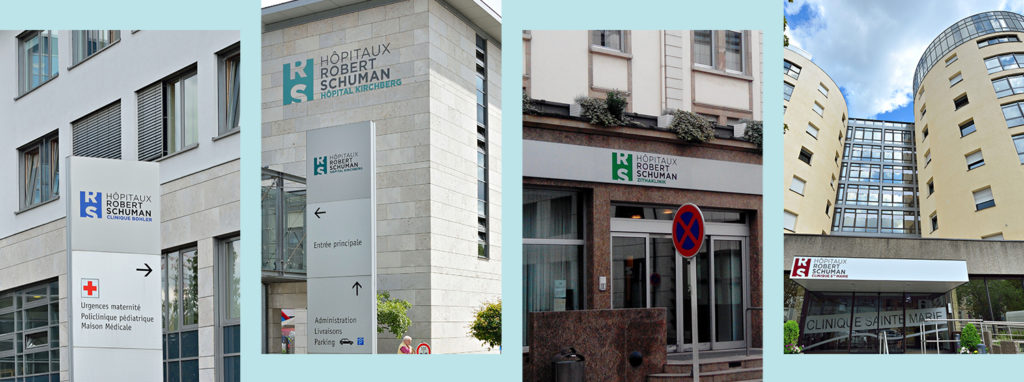 RS HÔPITAUX
ROBERT
SCHUMAN
CLINIQUE BOHLER
Urgences maternité
Policlinique pédiatrique
Maison Médicale
RS HÔPITAUX
ROBERT
SCHUMAN
HÔPITAL KIRCHBERG
RS HÔPITAUX
ROBERT
SCHUMAN
HÔPITAL KIRCHBERG
Entrée principale
Administration
Livraisons
Parking
RS HÔPITAUX
ROBERT
SCHUMAN
ZITHAKLINIK
RS HÔPITAUX
ROBERT
SCHUMAN
CLINIQUE Sᵗᵉ MARIE
CLINIQUE SAINTE MARIE